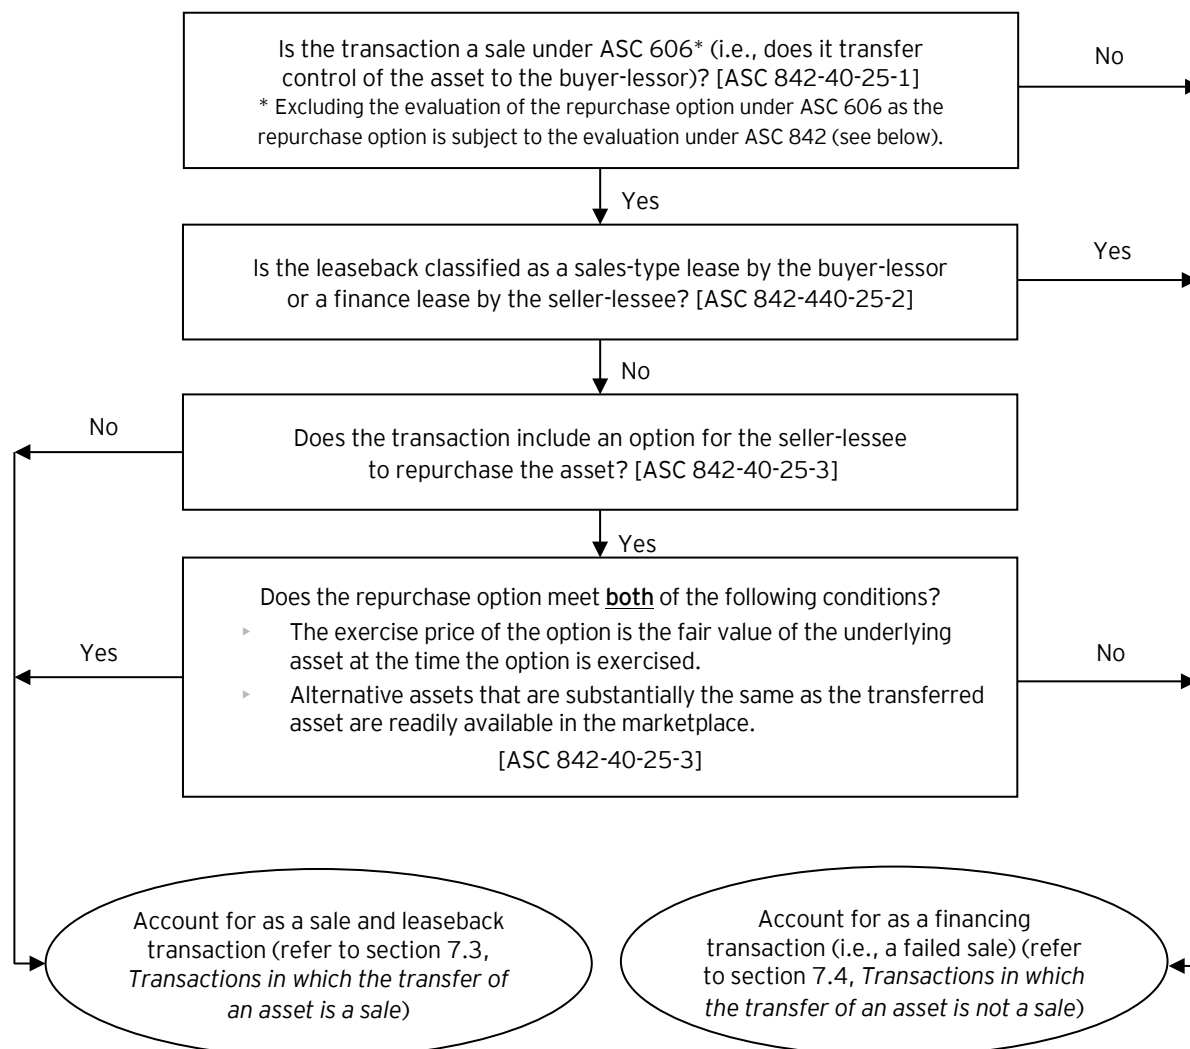 Is the transaction a sale under ASC 606* (i.e., does it transfer
control of the asset to the buyer-lessor)? [ASC 842-40-25-1]
* Excluding the evaluation of the repurchase option under ASC 606 as the
repurchase option is subject to the evaluation under ASC 842 (see below).
No
Yes
Is the leaseback classified as a sales-type lease by the buyer-lessor
or a finance lease by the seller-lessee? [ASC 842-440-25-2]
Yes
No
Does the transaction include an option for the seller-lessee
to repurchase the asset? [ASC 842-40-25-3]
No
Yes
Does the repurchase option meet both of the following conditions?
The exercise price of the option is the fair value of the underlying
asset at the time the option is exercised.
Alternative assets that are substantially the same as the transferred
asset are readily available in the marketplace.
[ASC 842-40-25-3]
Yes
No
Account for as a sale and leaseback
transaction (refer to section 7.3,
Transactions in which the transfer of
an asset is a sale)
Account for as a financing
transaction (i.e., a failed sale) (refer
to section 7.4, Transactions in which
the transfer of an asset is not a sale)